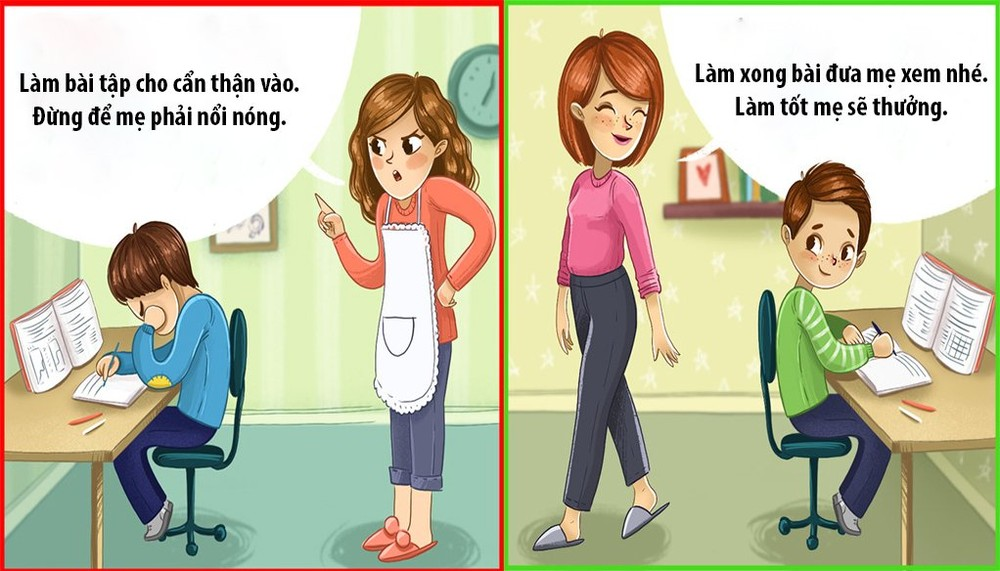 Làm bài tập cho cẩn thận vào.
Đừng để mẹ phải nổi nóng.
Làm xong bài đưa mẹ xem nhé.
Làm tốt mẹ sẽ thưởng.